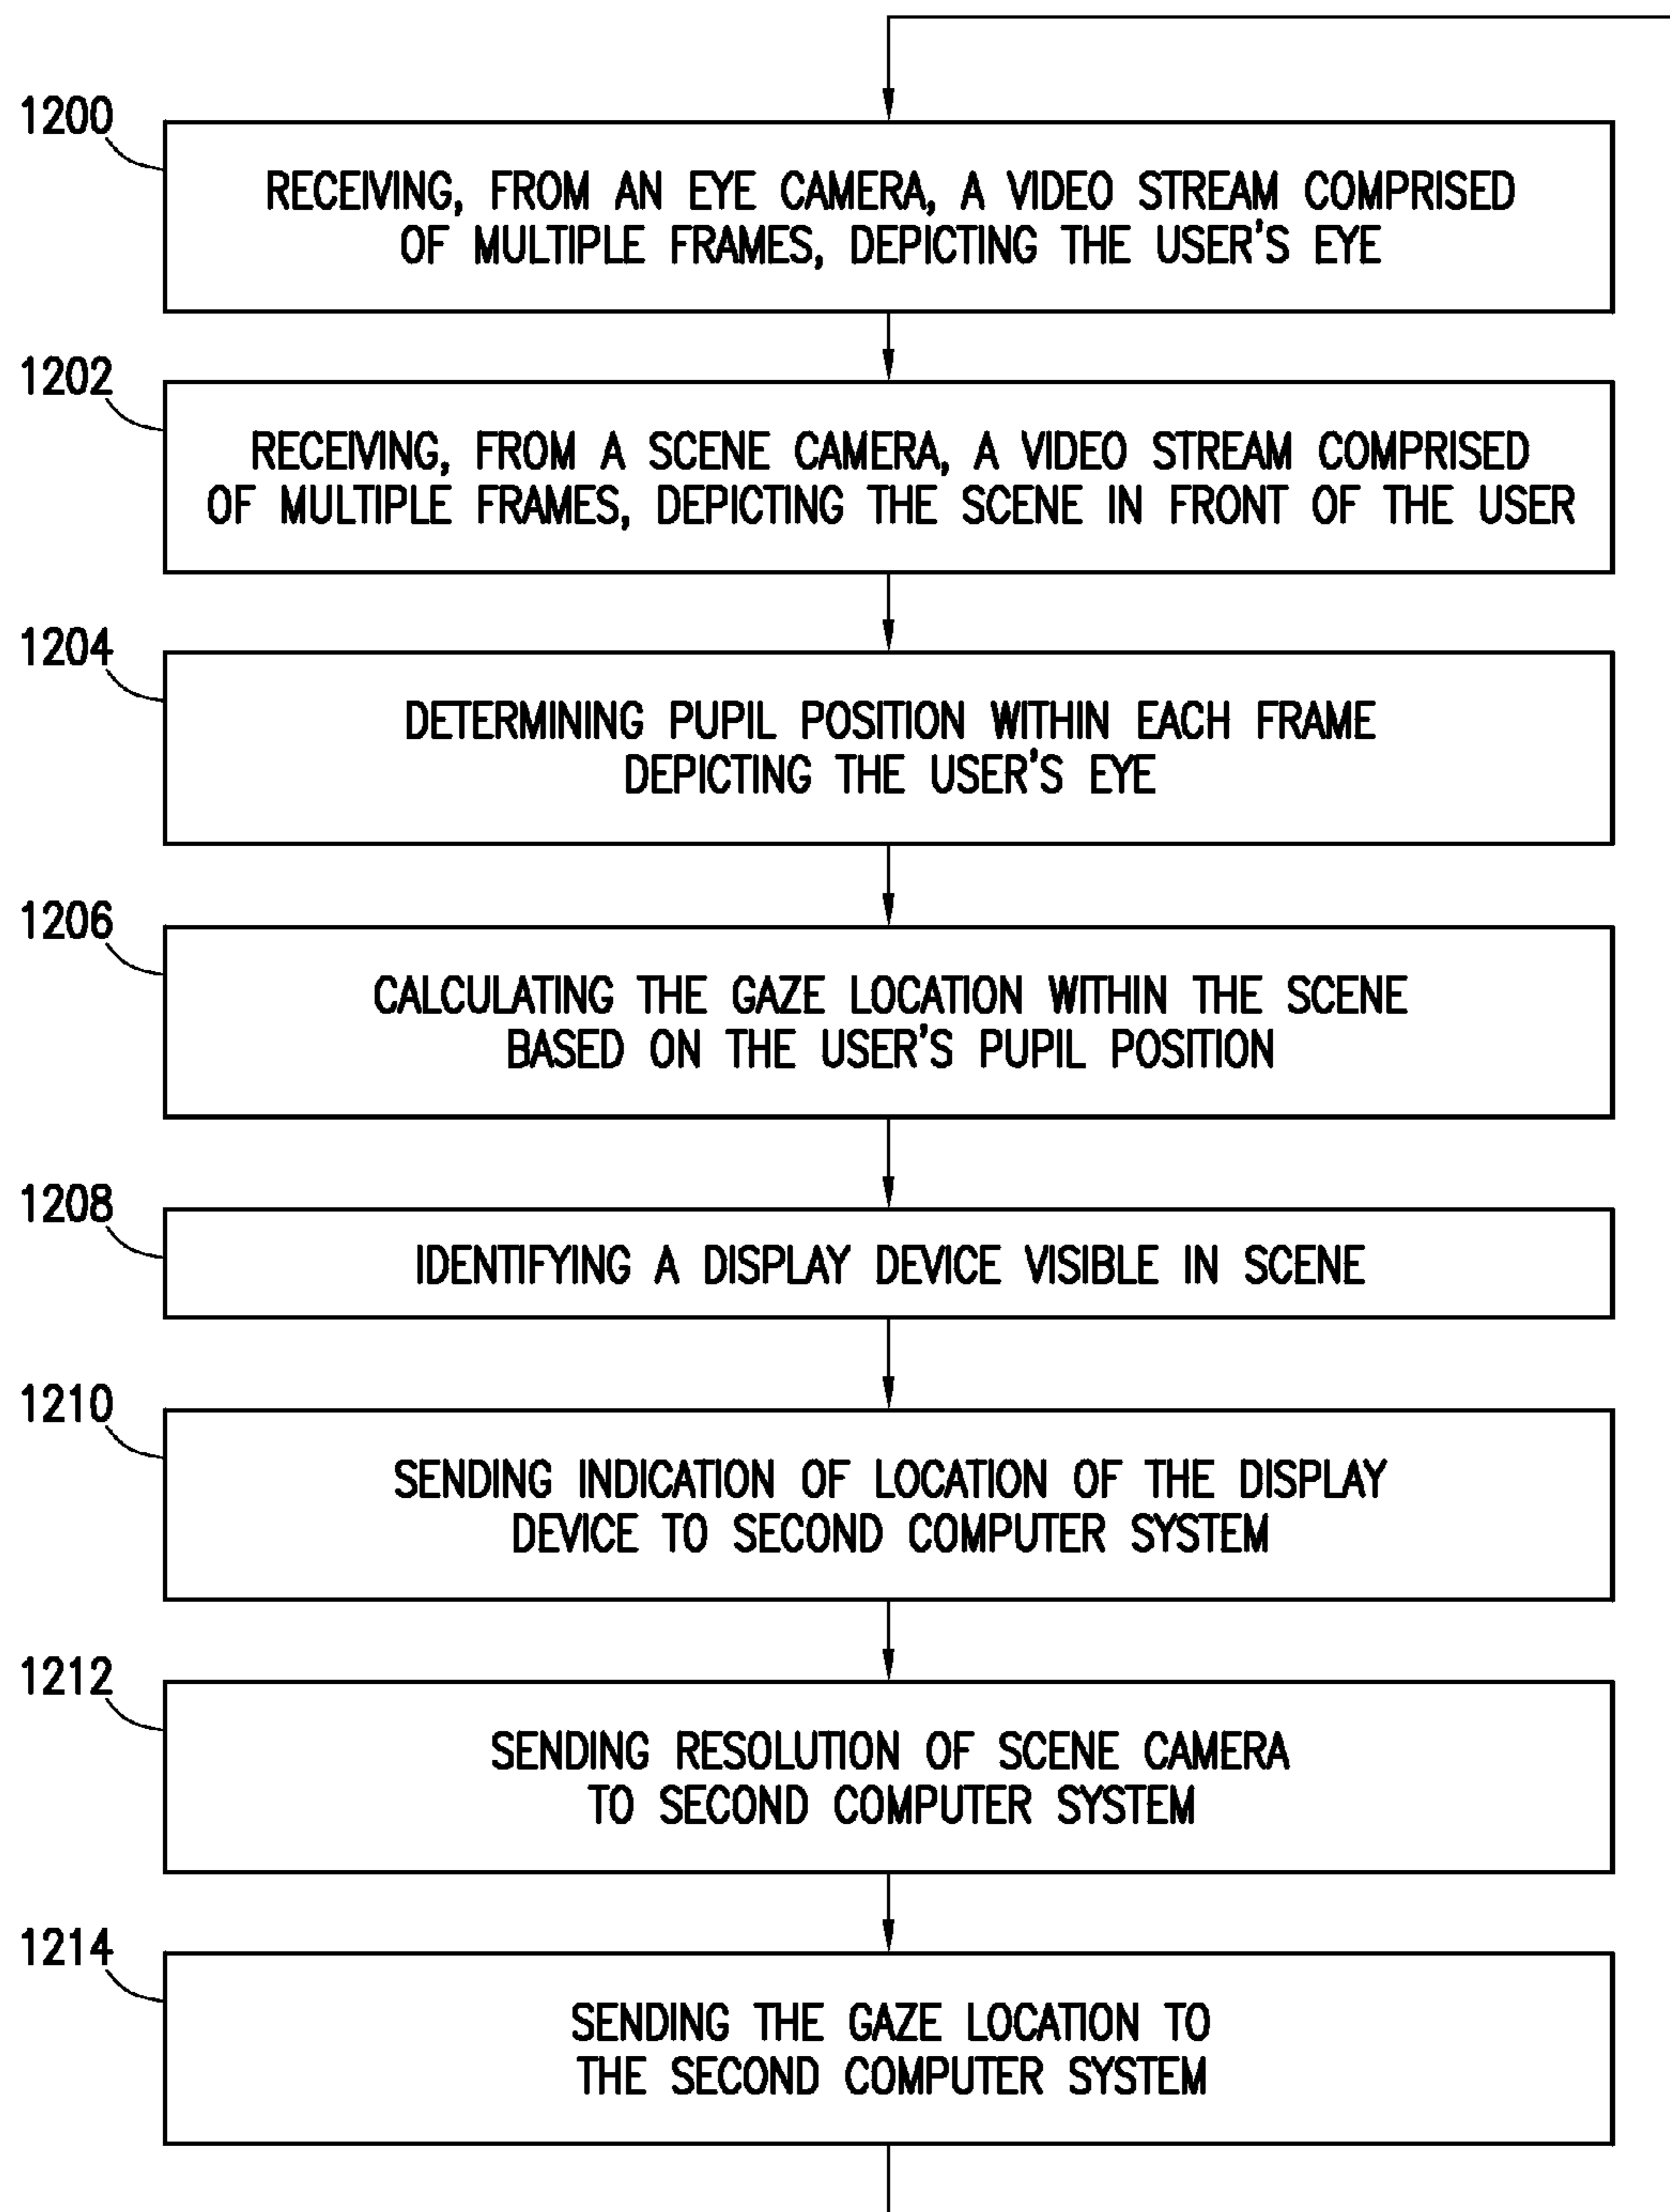 1200
RECEIVING, FROM AN EYE CAMERA, A VIDEO STREAM COMPRISED
OF MULTIPLE FRAMES, DEPICTING THE USER'S EYE
1202
RECEIVING, FROM A SCENE CAMERA, A VIDEO STREAM COMPRISED
OF MULTIPLE FRAMES, DEPICTING THE SCENE IN FRONT OF THE USER
1204
DETERMINING PUPIL POSITION WITHIN EACH FRAME
DEPICTING THE USER'S EYE
1206
CALCULATING THE GAZE LOCATION WITHIN THE SCENE
BASED ON THE USER'S PUPIL POSITION
1208
IDENTIFYING A DISPLAY DEVICE VISIBLE IN SCENE
1210
SENDING INDICATION OF LOCATION OF THE DISPLAY
DEVICE TO SECOND COMPUTER SYSTEM
1212
SENDING RESOLUTION OF SCENE CAMERA
TO SECOND COMPUTER SYSTEM
1214
SENDING THE GAZE LOCATION TO
THE SECOND COMPUTER SYSTEM